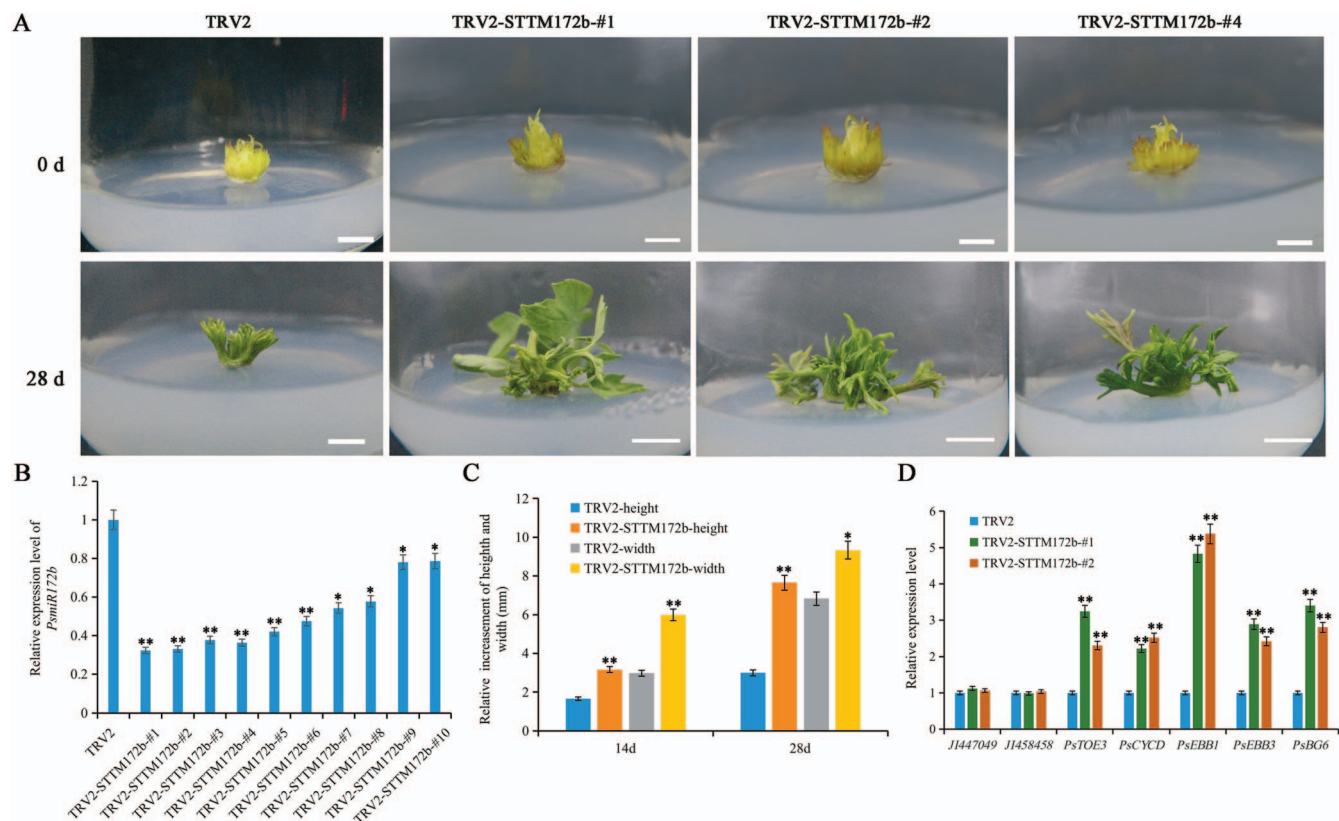 A
TRV2
TRV2-STTM172b-#1
TRV2-STTM172b-#2
TRV2-STTM172b-#4
0 d
28 d
B
Relative expression level of
PsmiR172b
1.2
1
0.8
0.6
0.4
0.2
0
**
**
**
**
**
**
*
*
*
*
TRV2
TRV2-STTM172b-#1
TRV2-STTM172b-#2
TRV2-STTM172b-#3
TRV2-STTM172b-#4
TRV2-STTM172b-#5
TRV2-STTM172b-#6
TRV2-STTM172b-#7
TRV2-STTM172b-#8
TRV2-STTM172b-#9
TRV2-STTM172b-#10
C
Relative increasement of heighth and
width (mm)
12
10
8
6
4
2
0
TRV2-height
TRV2-STTM172b-height
TRV2-width
TRV2-STTM172b-width
**
**
**
*
14d
28d
D
Relative expression level
6
5
4
3
2
1
0
TRV2
TRV2-STTM172b-#1
TRV2-STTM172b-#2
**
**
**
**
**
**
**
**
**
**
JI447049
JI458458
PsTOE3
PsCYCD
PsEBB1
PsEBB3
PsBG6